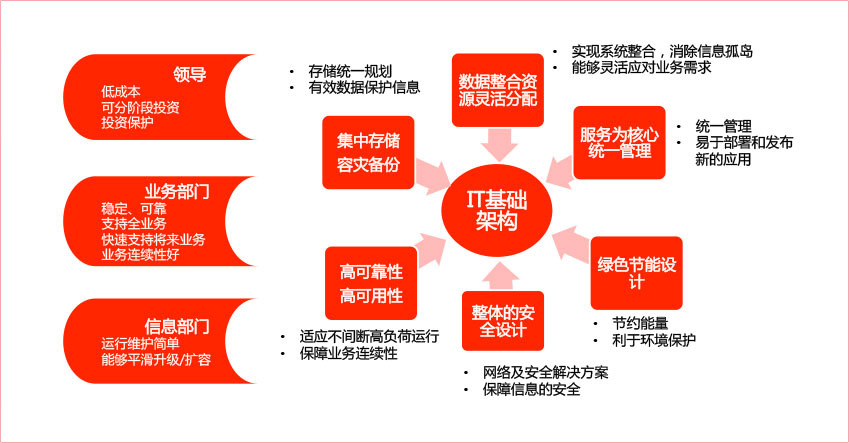 领导
低成本
可分阶段投资
投资保护
业务部门
稳定、可靠
支持全业务
快速支持将来业务
业务连续性好
信息部门
运行维护简单
能够平滑升级/扩容
• 存储统一规划
• 有效数据保护信息
集中存储
容灾备份
数据整合资
源灵活分配
• 实现系统整合，消除信息孤岛
• 能够灵活应对业务需求
服务为核心
统一管理
• 统一管理
• 易于部署和发布
新的应用
IT基础
架构
高可靠性
高可用性
• 适应不间断高负荷运行
• 保障业务连续性
整体的安
全设计
• 网络及安全解决方案
• 保障信息的安全
绿色节能设
计
• 节约能量
• 利于环境保护